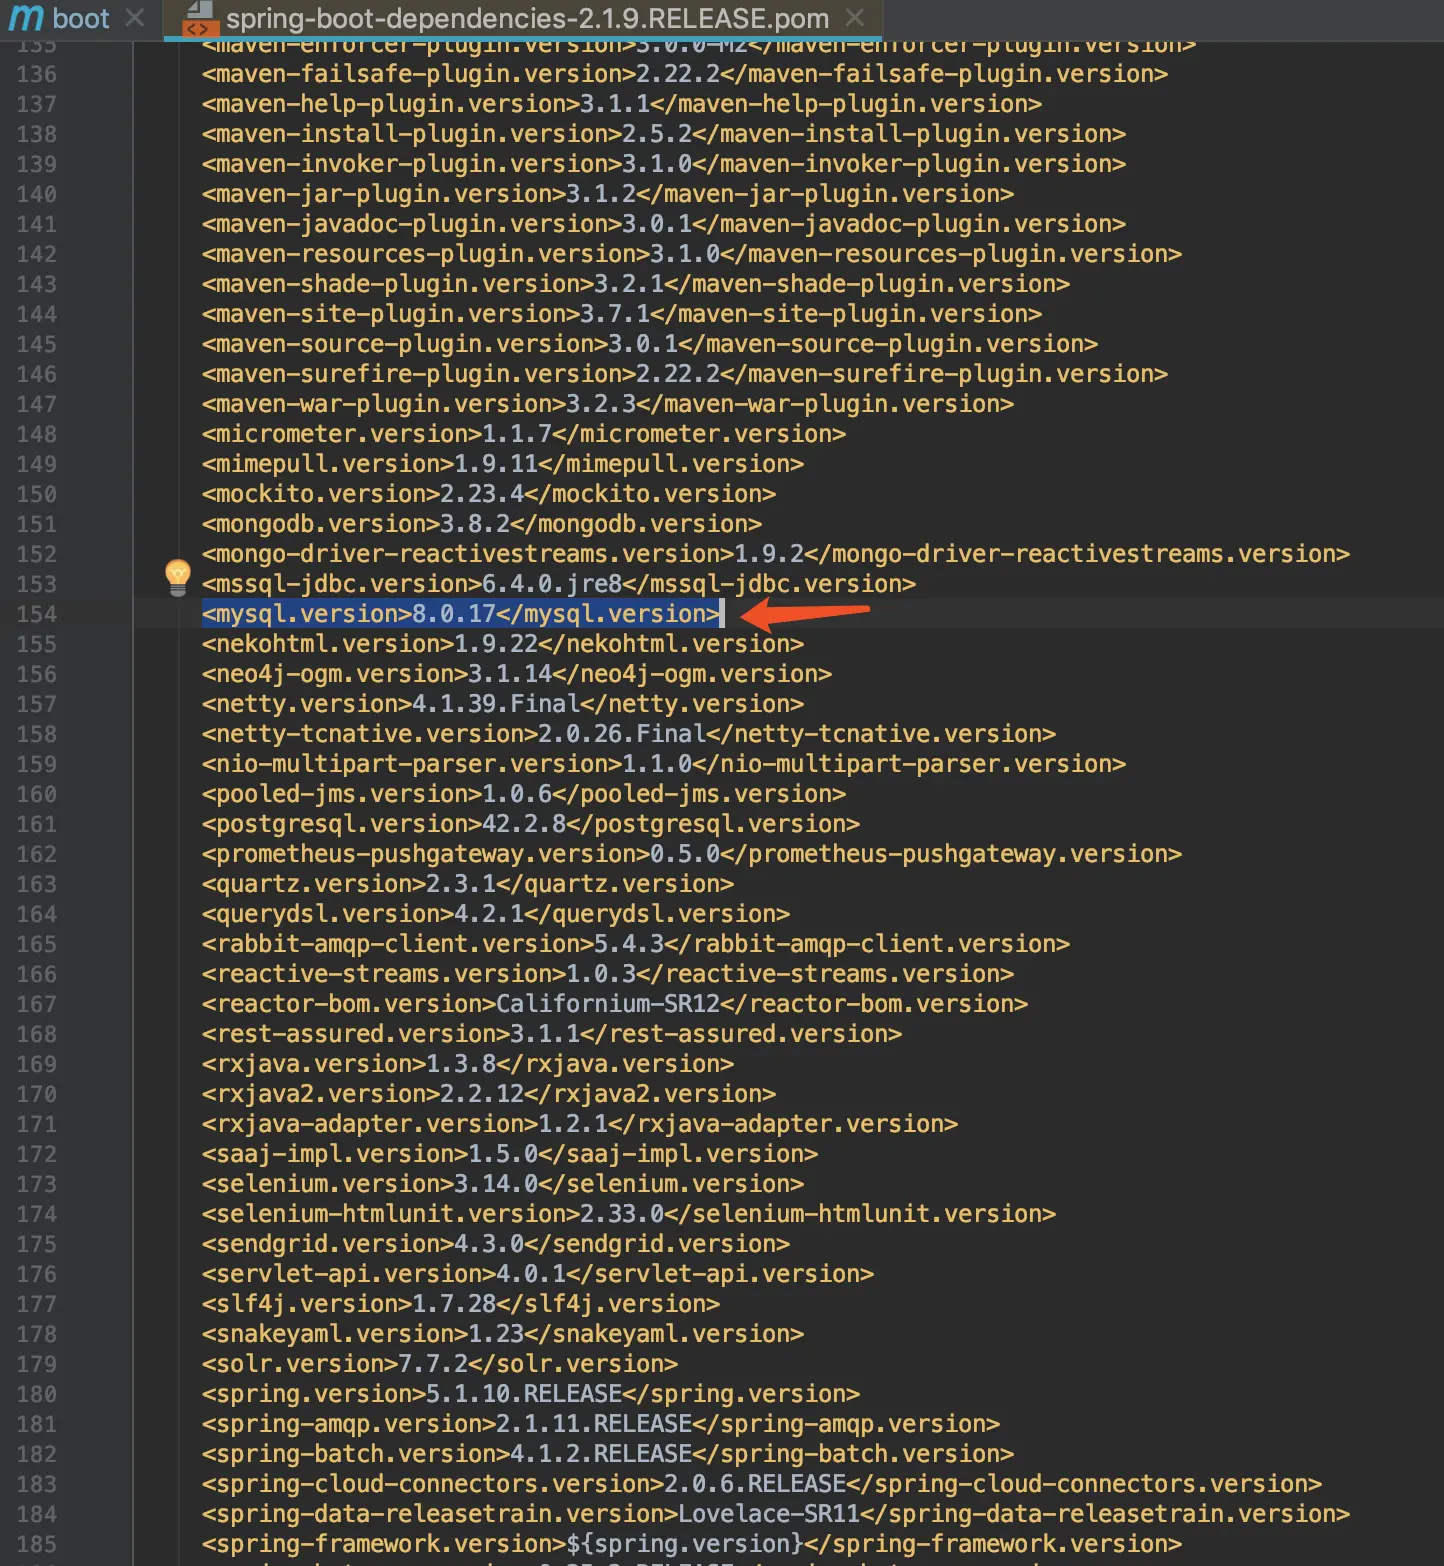 boot
spring-boot-dependencies-2.1.9.RELEASE.pom
135 <maven-enforcer-plugin.version>3.0.0-M2</maven-enforcer-plugin.version>
136 <maven-failsafe-plugin.version>2.22.2</maven-failsafe-plugin.version>
137 <maven-help-plugin.version>3.1.1</maven-help-plugin.version>
138 <maven-install-plugin.version>2.5.2</maven-install-plugin.version>
139 <maven-invoker-plugin.version>3.1.0</maven-invoker-plugin.version>
140 <maven-jar-plugin.version>3.1.2</maven-jar-plugin.version>
141 <maven-javadoc-plugin.version>3.0.1</maven-javadoc-plugin.version>
142 <maven-resources-plugin.version>3.1.0</maven-resources-plugin.version>
143 <maven-shade-plugin.version>3.2.1</maven-shade-plugin.version>
144 <maven-site-plugin.version>3.7.1</maven-site-plugin.version>
145 <maven-source-plugin.version>3.0.1</maven-source-plugin.version>
146 <maven-surefire-plugin.version>2.22.2</maven-surefire-plugin.version>
147 <maven-war-plugin.version>3.2.3</maven-war-plugin.version>
148 <micrometer.version>1.1.7</micrometer.version>
149 <mimepull.version>1.9.11</mimepull.version>
150 <mockito.version>2.23.4</mockito.version>
151 <mongodb.version>3.8.2</mongodb.version>
152 <mongo-driver-reactivestreams.version>1.9.2</mongo-driver-reactivestreams.version>
153 <mssql-jdbc.version>6.4.0.jre8</mssql-jdbc.version>
154 <mysql.version>8.0.17</mysql.version>
155 <nekohtml.version>1.9.22</nekohtml.version>
156 <neo4j-ogm.version>3.1.14</neo4j-ogm.version>
157 <netty.version>4.1.39.Final</netty.version>
158 <netty-tcnative.version>2.0.26.Final</netty-tcnative.version>
159 <nio-multipart-parser.version>1.1.0</nio-multipart-parser.version>
160 <pooled-jms.version>1.0.6</pooled-jms.version>
161 <postgresql.version>42.2.8</postgresql.version>
162 <prometheus-pushgateway.version>0.5.0</prometheus-pushgateway.version>
163 <quartz.version>2.3.1</quartz.version>
164 <querydsl.version>4.2.1</querydsl.version>
165 <rabbit-amqp-client.version>5.4.3</rabbit-amqp-client.version>
166 <reactive-streams.version>1.0.3</reactive-streams.version>
167 <reactor-bom.version>Californium-SR12</reactor-bom.version>
168 <rest-assured.version>3.1.1</rest-assured.version>
169 <rxjava.version>1.3.8</rxjava.version>
170 <rxjava2.version>2.2.12</rxjava2.version>
171 <rxjava-adapter.version>1.2.1</rxjava-adapter.version>
172 <saaj-impl.version>1.5.0</saaj-impl.version>
173 <selenium.version>3.14.0</selenium.version>
174 <selenium-htmlunit.version>2.33.0</selenium-htmlunit.version>
175 <sendgrid.version>4.3.0</sendgrid.version>
176 <servlet-api.version>4.0.1</servlet-api.version>
177 <slf4j.version>1.7.28</slf4j.version>
178 <snakeyaml.version>1.23</snakeyaml.version>
179 <solr.version>7.7.2</solr.version>
180 <spring.version>5.1.10.RELEASE</spring.version>
181 <spring-amqp.version>2.1.11.RELEASE</spring-amqp.version>
182 <spring-batch.version>4.1.2.RELEASE</spring-batch.version>
183 <spring-cloud-connectors.version>2.0.6.RELEASE</spring-cloud-connectors.version>
184 <spring-data-releasetrain.version>Lovelace-SR11</spring-data-releasetrain.version>
185 <spring-framework.version>${spring.version}</spring-framework.version>